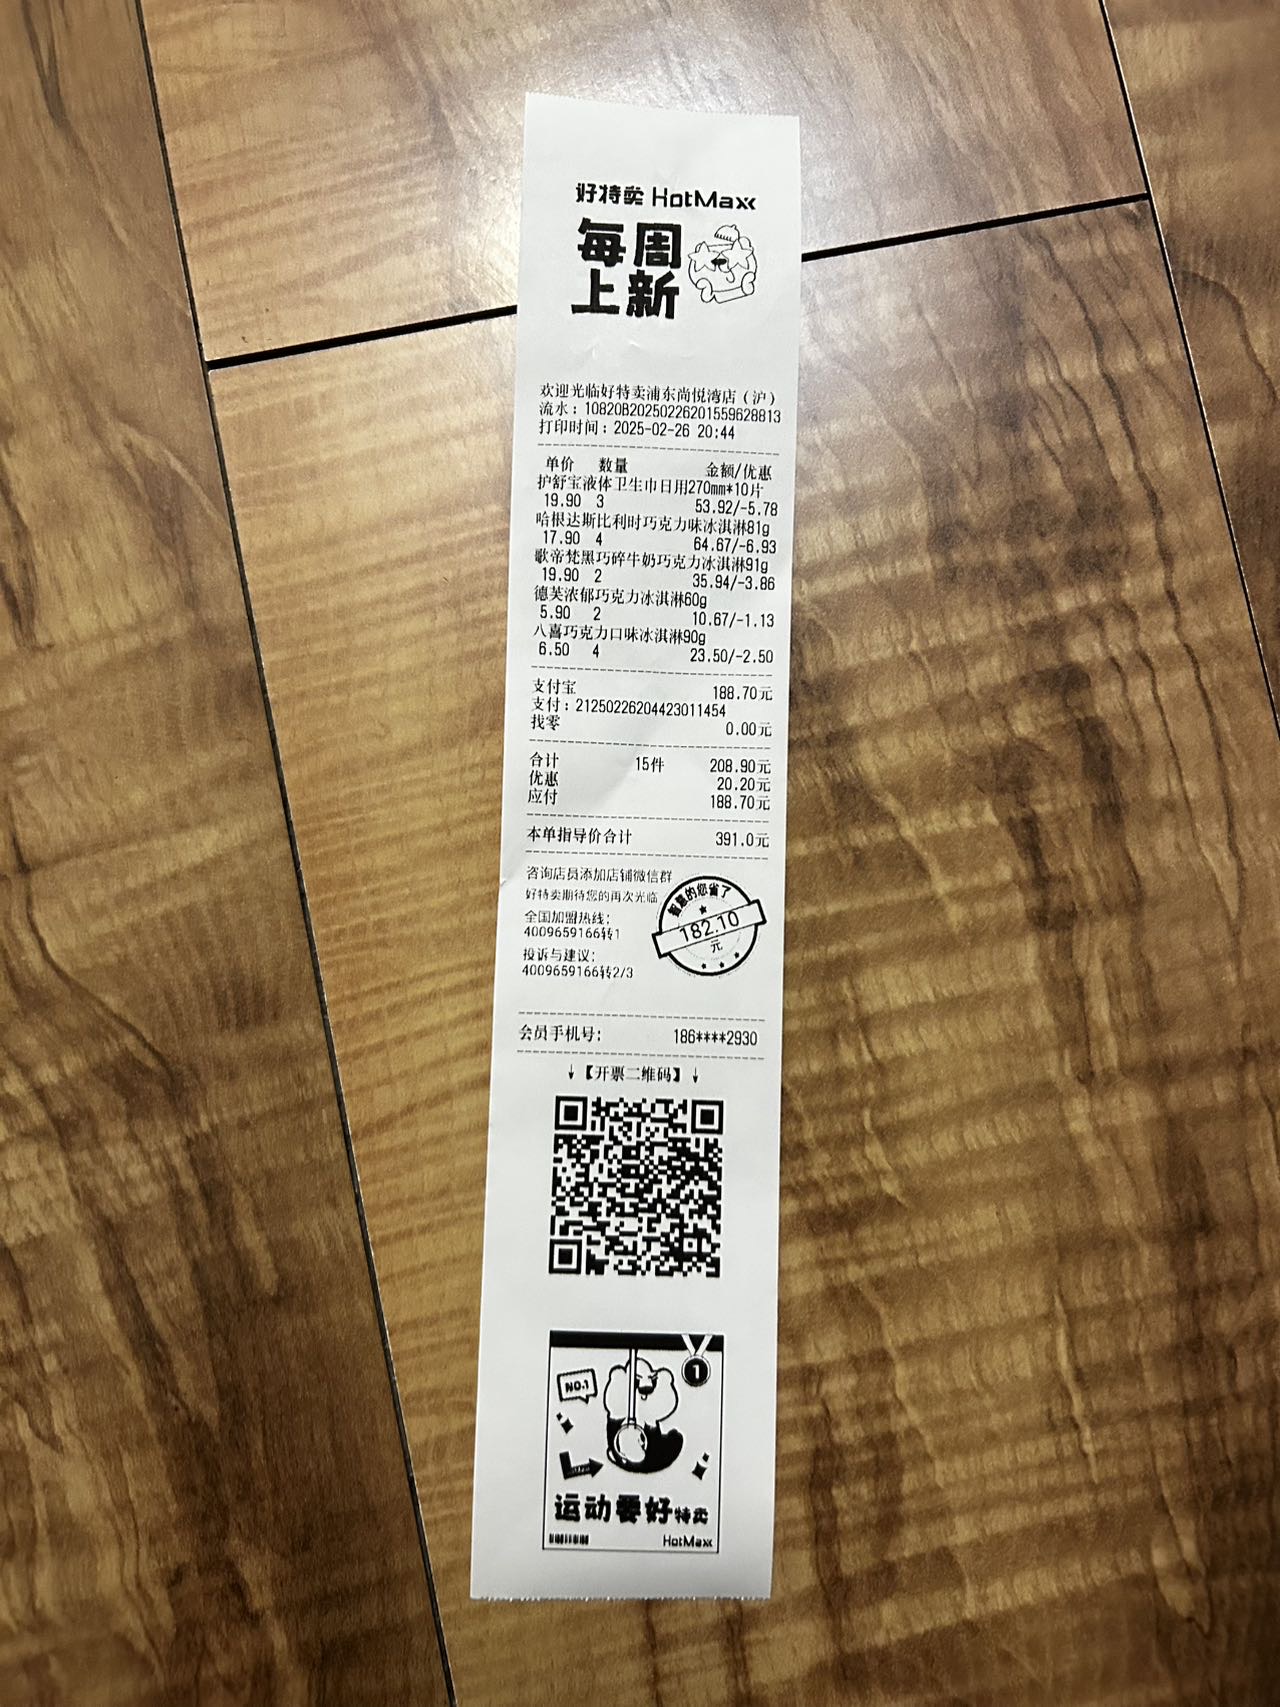 好特卖 HotMaxx
每周
上新
欢迎光临好特卖浦东尚悦湾店（沪）
流水：10820B20250226201559628813
打印时间：2025-02-26 20:44
单价 数量 金额/优惠
护舒宝液体卫生巾日用270mm*10片
19.90 3 53.92/-5.78
哈根达斯比利时巧克力味冰淇淋81g
17.90 4 64.67/-6.93
歌帝梵黑巧碎牛奶巧克力冰淇淋91g
19.90 2 35.94/-3.86
德芙浓郁巧克力冰淇淋60g
5.90 2 10.67/-1.13
八喜巧克力口味冰淇淋90g
6.50 4 23.50/-2.50
支付宝 188.70元
支付：21250226204423011454
找零 0.00元
合计 15件 208.90元
优惠 20.20元
应付 188.70元
本单指导价合计 391.0元
咨询店员添加店铺微信群
好特卖期待您的再次光临
全国加盟热线：
4009659166转1
投诉与建议：
4009659166转2/3
智慧的您省了
182.10
元
会员手机号： 186****2930
↓【开票二维码】↓
NO.1
1
运动要好特卖
HotMaxx